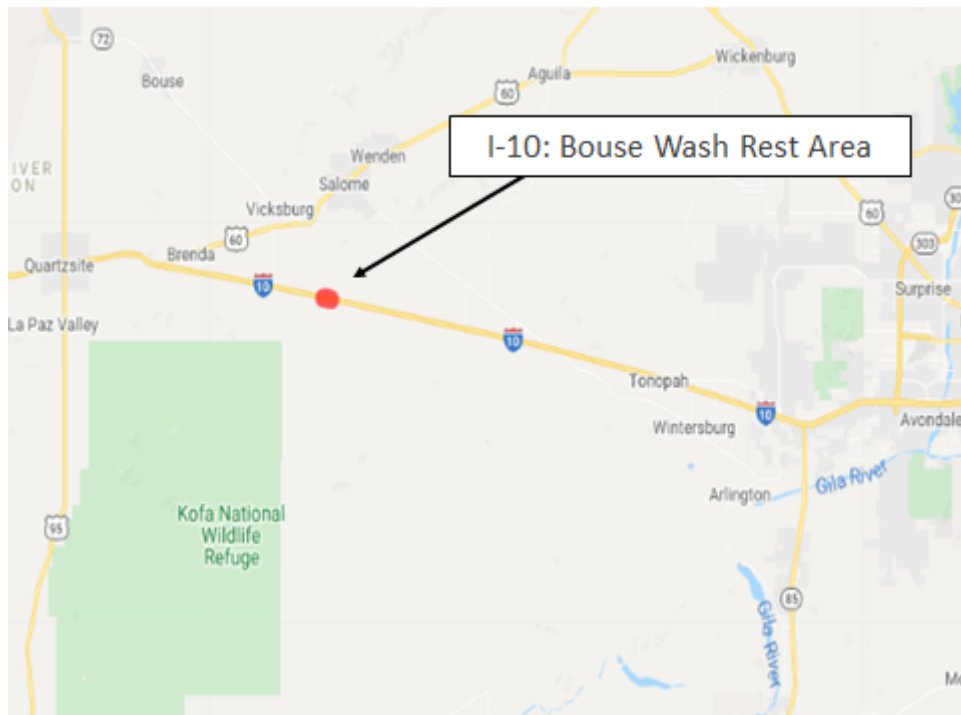 72
Bouse
Wickenburg
Aguila
60
I-10: Bouse Wash Rest Area
Wenden
Salome
IVER
ON
Vicksburg
60
60
303
Brenda
Quartzsite
10
Surprise
La Paz Valley
10
Tonopah
10
Avondale
Wintersburg
Gila River
Arlington
Kofa National
Wildlife
Refuge
95
85
Gila River